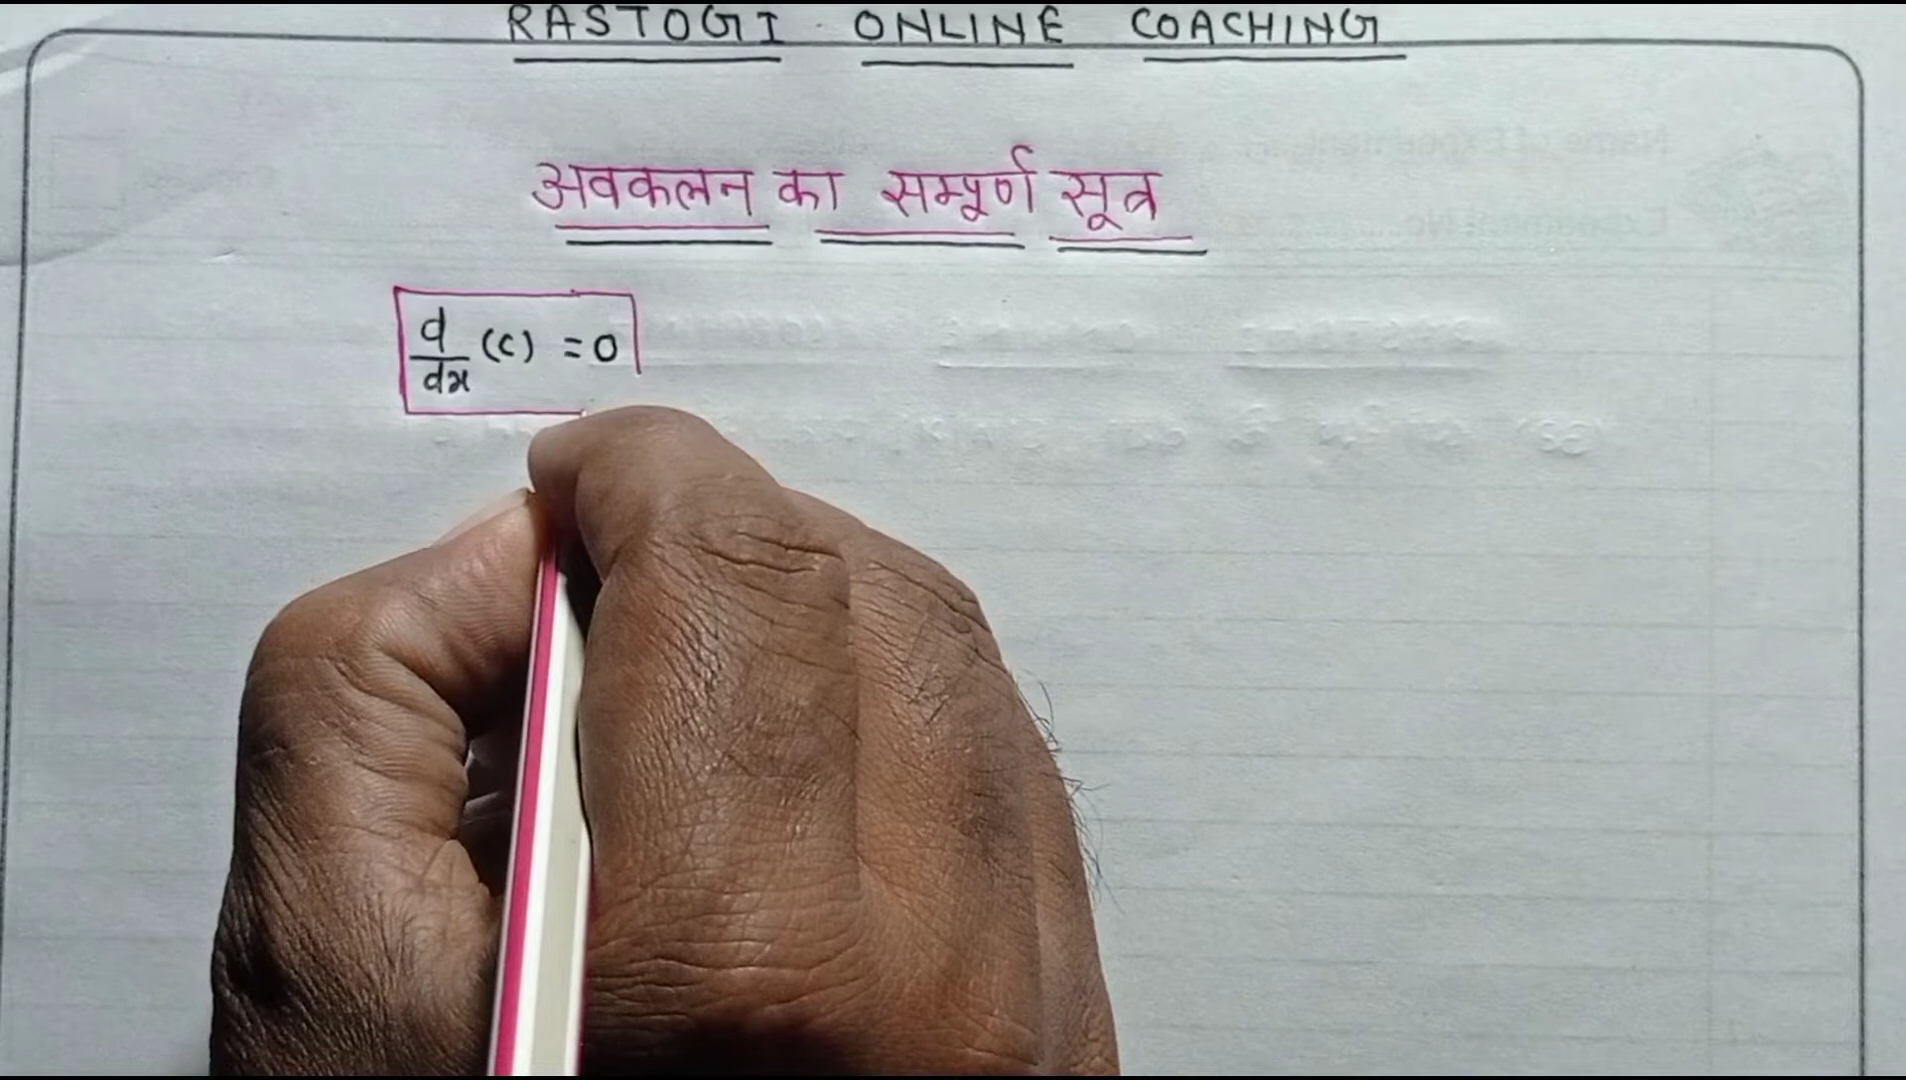 RASTOGI ONLINE COACHING
अवकलन का सम्पूर्ण सूत्र
d/dx (c) = 0